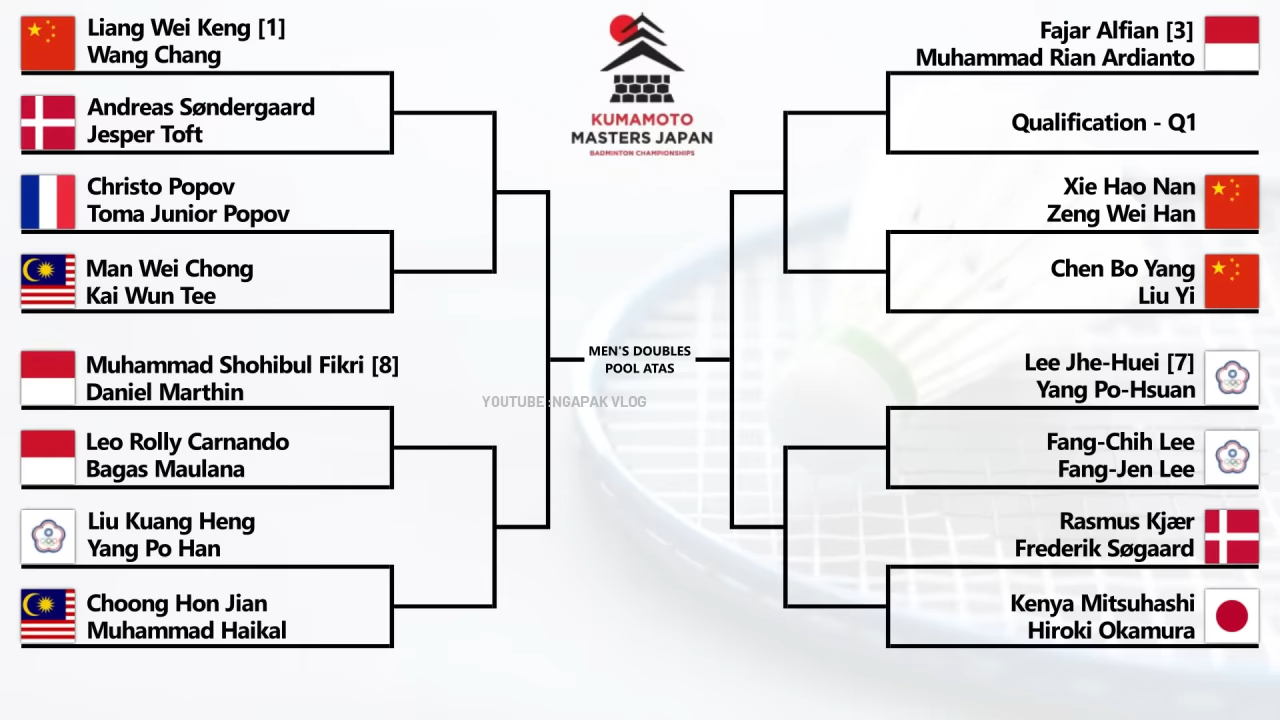 Liang Wei Keng [1]
Wang Chang
Andreas Søndergaard
Jesper Toft
Christo Popov
Toma Junior Popov
Man Wei Chong
Kai Wun Tee
Muhammad Shohibul Fikri [8]
Daniel Marthin
Leo Rolly Carnando
Bagas Maulana
Liu Kuang Heng
Yang Po Han
Choong Hon Jian
Muhammad Haikal
KUMAMOTO
MASTERS JAPAN
BADMINTON CHAMPIONSHIPS
MEN'S DOUBLES
POOL ATAS
YOUTUBE :NGAPAK VLOG
Fajar Alfian [3]
Muhammad Rian Ardianto
Qualification - Q1
Xie Hao Nan
Zeng Wei Han
Chen Bo Yang
Liu Yi
Lee Jhe-Huei [7]
Yang Po-Hsuan
Fang-Chih Lee
Fang-Jen Lee
Rasmus Kjær
Frederik Søgaard
Kenya Mitsuhashi
Hiroki Okamura